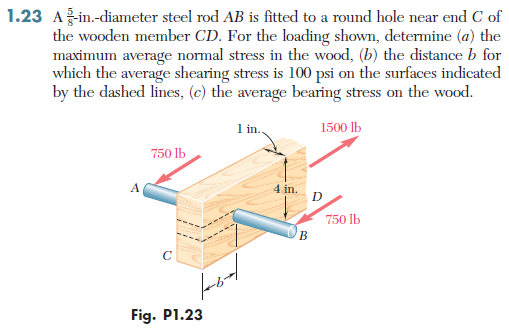 1.23 A 5/8-in.-diameter steel rod AB is fitted to a round hole near end C of
the wooden member CD. For the loading shown, determine (a) the
maximum average normal stress in the wood, (b) the distance b for
which the average shearing stress is 100 psi on the surfaces indicated
by the dashed lines, (c) the average bearing stress on the wood.
1 in.
1500 lb
750 lb
A
4 in.
D
750 lb
B
C
b
Fig. P1.23